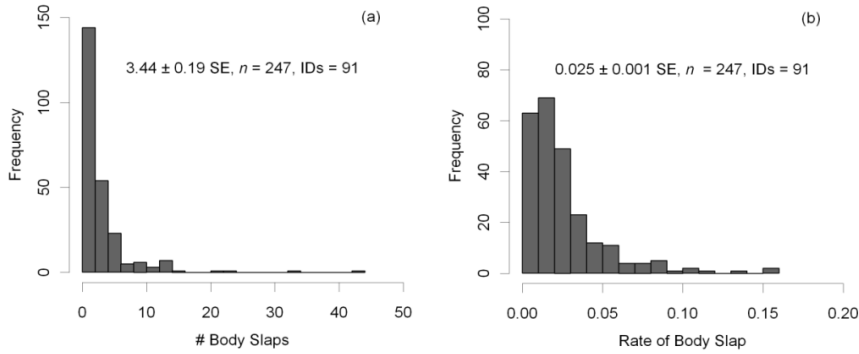 (a)
3.44 ± 0.19 SE, n = 247, IDs = 91
Frequency
150
100
50
0
0 10 20 30 40 50
# Body Slaps
(b)
0.025 ± 0.001 SE, n = 247, IDs = 91
Frequency
100
80
60
40
20
0
0.00 0.05 0.10 0.15 0.20
Rate of Body Slap